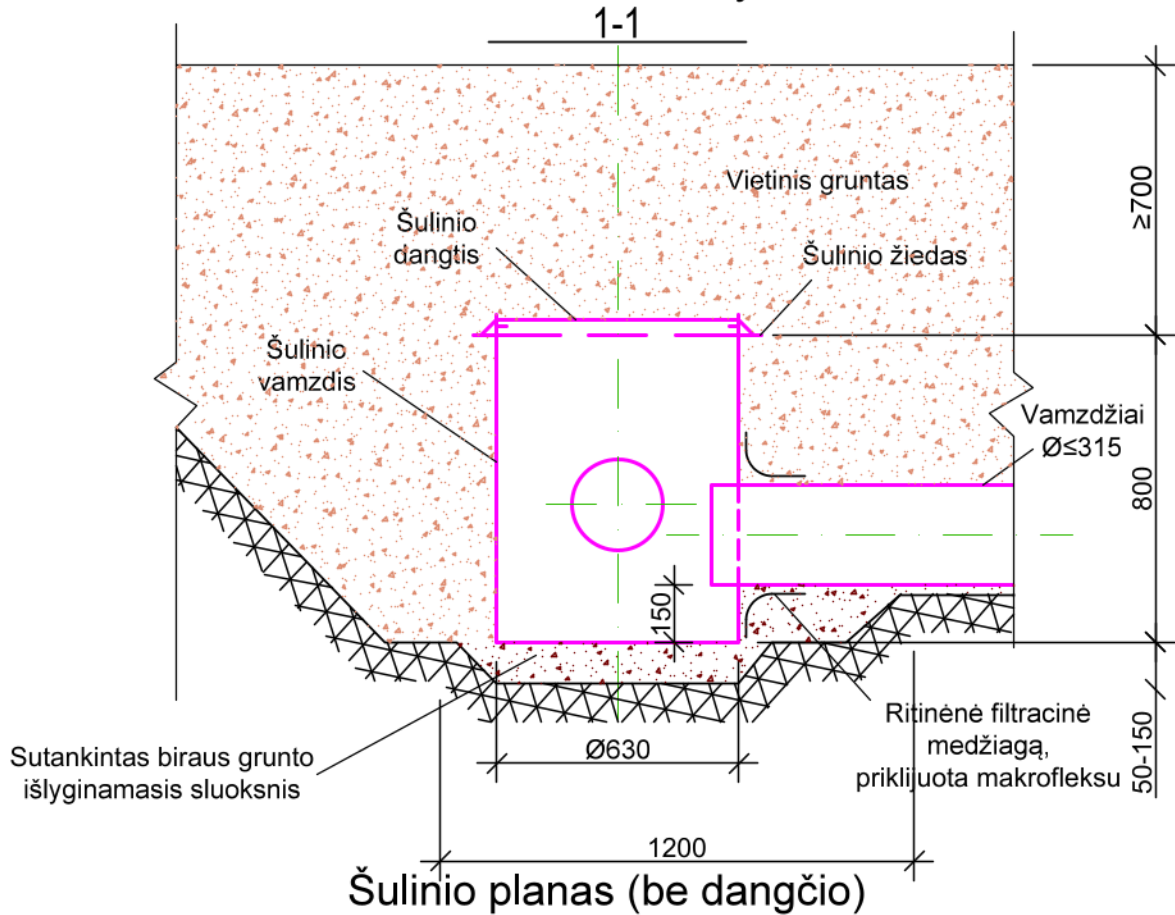 1-1
Vietinis gruntas
≥700
Šulinio
dangtis
Šulinio žiedas
Šulinio
vamzdis
Vamzdžiai
Ø≤315
800
150
Ritinėnė filtracinė
medžiagą,
priklijuota makrofleksu
50-150
Sutankintas biraus grunto
išlyginamasis sluoksnis
Ø630
1200
Šulinio planas (be dangčio)